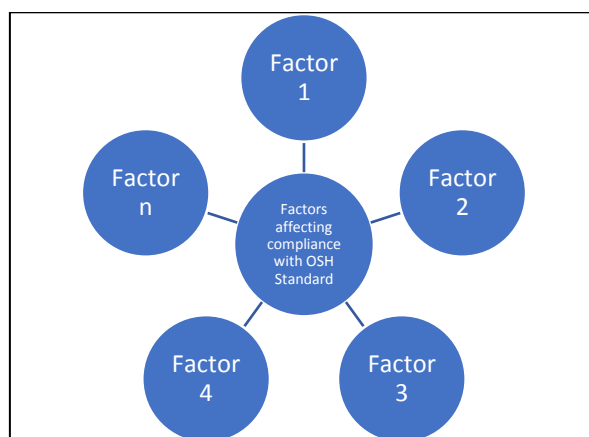 Factor
1
Factor
2
Factor
3
Factor
4
Factor
n
Factors
affecting
compliance
with OSH
Standard